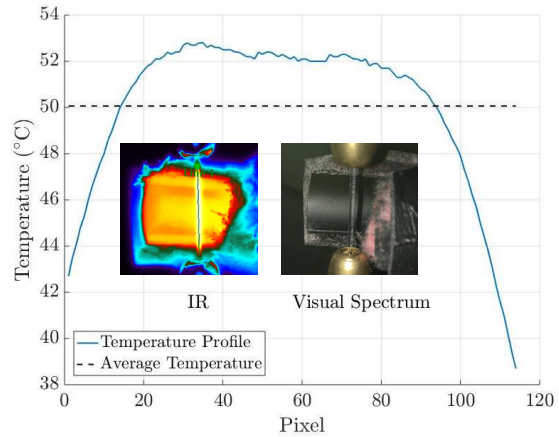 54
52
50
48
46
44
42
40
38
Temperature (°C)
IR
Visual Spectrum
Temperature Profile
Average Temperature
0
20
40
60
80
100
120
Pixel